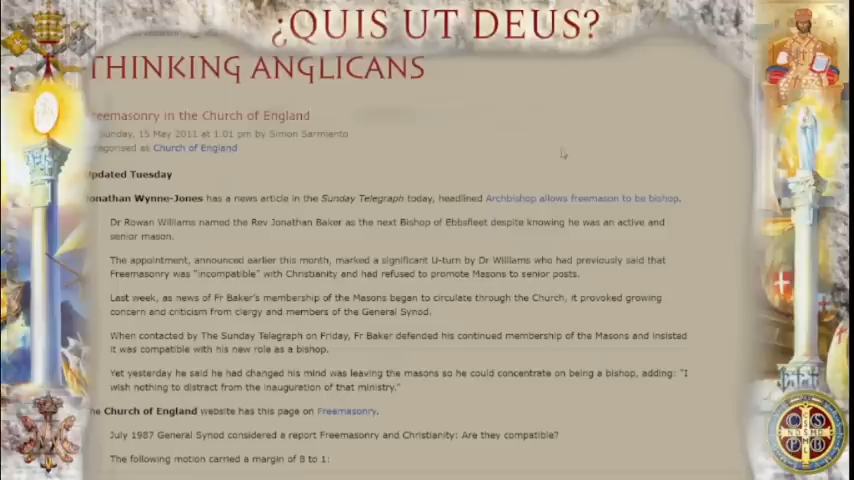 ¿QUIS UT DEUS?
THINKING ANGLICANS
reemasonry in the Church of England
unday, 15 May 2011 at 1.01 pm by Simon Sarmiento
tegorised as Church of England
Updated Tuesday
Jonathan Wynne-Jones has a news article in the Sunday Telegraph today, headlined Archbishop allows freemason to be bishop.
Dr Rowan Williams named the Rev Jonathan Baker as the next Bishop of Ebbsfleet despite knowing he was an active and
senior mason.
The appointment, announced earlier this month, marked a significant U-turn by Dr Williams who had previously said that
Freemasonry was "incompatible" with Christianity and had refused to promote Masons to senior posts.
Last week, as news of Fr Baker's membership of the Masons began to circulate through the Church, it provoked growing
concern and criticism from clergy and members of the General Synod.
When contacted by The Sunday Telegraph on Friday, Fr Baker defended his continued membership of the Masons and insisted
it was compatible with his new role as a bishop.
Yet yesterday he said he had changed his mind was leaving the masons so he could concentrate on being a bishop, adding: "I
wish nothing to distract from the inauguration of that ministry."
he Church of England website has this page on Freemasonry.
July 1987 General Synod considered a report Freemasonry and Christianity: Are they compatible?
The following motion carried a margin of 8 to 1: